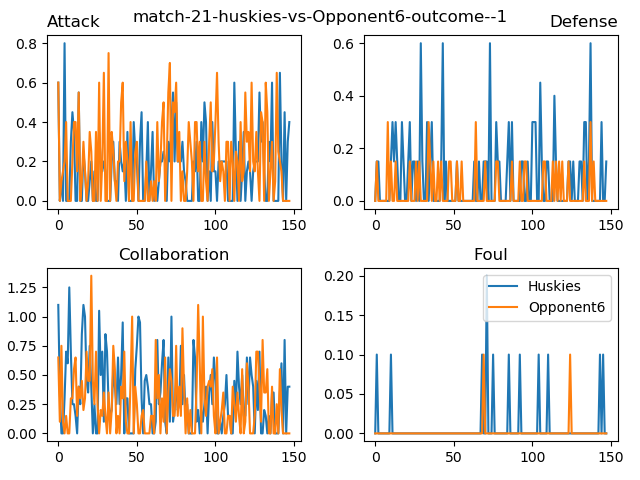 match-21-huskies-vs-Opponent6-outcome--1
Attack
Defense
0.8
0.6
0.4
0.2
0.0
0 50 100 150
0.6
0.4
0.2
0.0
0 50 100 150
Collaboration
Foul
1.25
1.00
0.75
0.50
0.25
0.00
0 50 100 150
0.20
0.15
0.10
0.05
0.00
0 50 100 150
Huskies
Opponent6